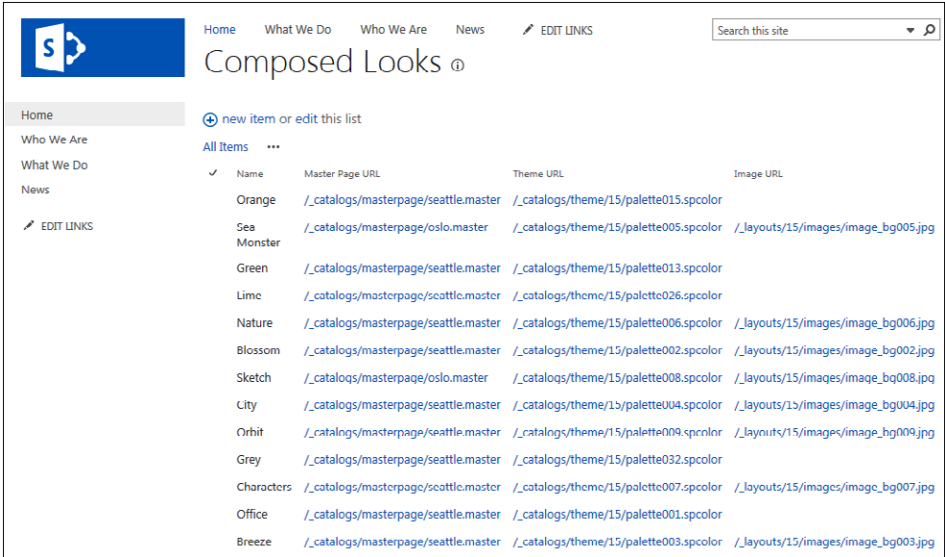 S
Home What We Do Who We Are News EDIT LINKS
Search this site
Composed Looks
Home
Who We Are
What We Do
News
EDIT LINKS
new item or edit this list
All Items ...
Name Master Page URL Theme URL Image URL
Orange /_catalogs/masterpage/seattle.master /_catalogs/theme/15/palette015.spcolor
Sea /_catalogs/masterpage/oslo.master /_catalogs/theme/15/palette005.spcolor /_layouts/15/images/image_bg005.jpg
Monster
Green /_catalogs/masterpage/seattle.master /_catalogs/theme/15/palette013.spcolor
Lime /_catalogs/masterpage/seattle.master /_catalogs/theme/15/palette026.spcolor
Nature /_catalogs/masterpage/seattle.master /_catalogs/theme/15/palette006.spcolor /_layouts/15/images/image_bg006.jpg
Blossom /_catalogs/masterpage/seattle.master /_catalogs/theme/15/palette002.spcolor /_layouts/15/images/image_bg002.jpg
Sketch /_catalogs/masterpage/oslo.master /_catalogs/theme/15/palette008.spcolor /_layouts/15/images/image_bg008.jpg
City /_catalogs/masterpage/seattle.master /_catalogs/theme/15/palette004.spcolor /_layouts/15/images/image_bg004.jpg
Orbit /_catalogs/masterpage/seattle.master /_catalogs/theme/15/palette009.spcolor /_layouts/15/images/image_bg009.jpg
Grey /_catalogs/masterpage/seattle.master /_catalogs/theme/15/palette032.spcolor
Characters /_catalogs/masterpage/seattle.master /_catalogs/theme/15/palette007.spcolor /_layouts/15/images/image_bg007.jpg
Office /_catalogs/masterpage/seattle.master /_catalogs/theme/15/palette001.spcolor
Breeze /_catalogs/masterpage/seattle.master /_catalogs/theme/15/palette003.spcolor /_layouts/15/images/image_bg003.jpg